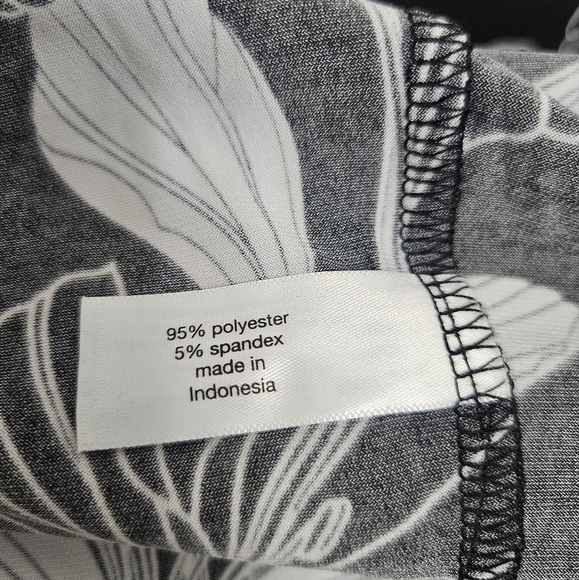 95% polyester
5% spandex
made in
Indonesia